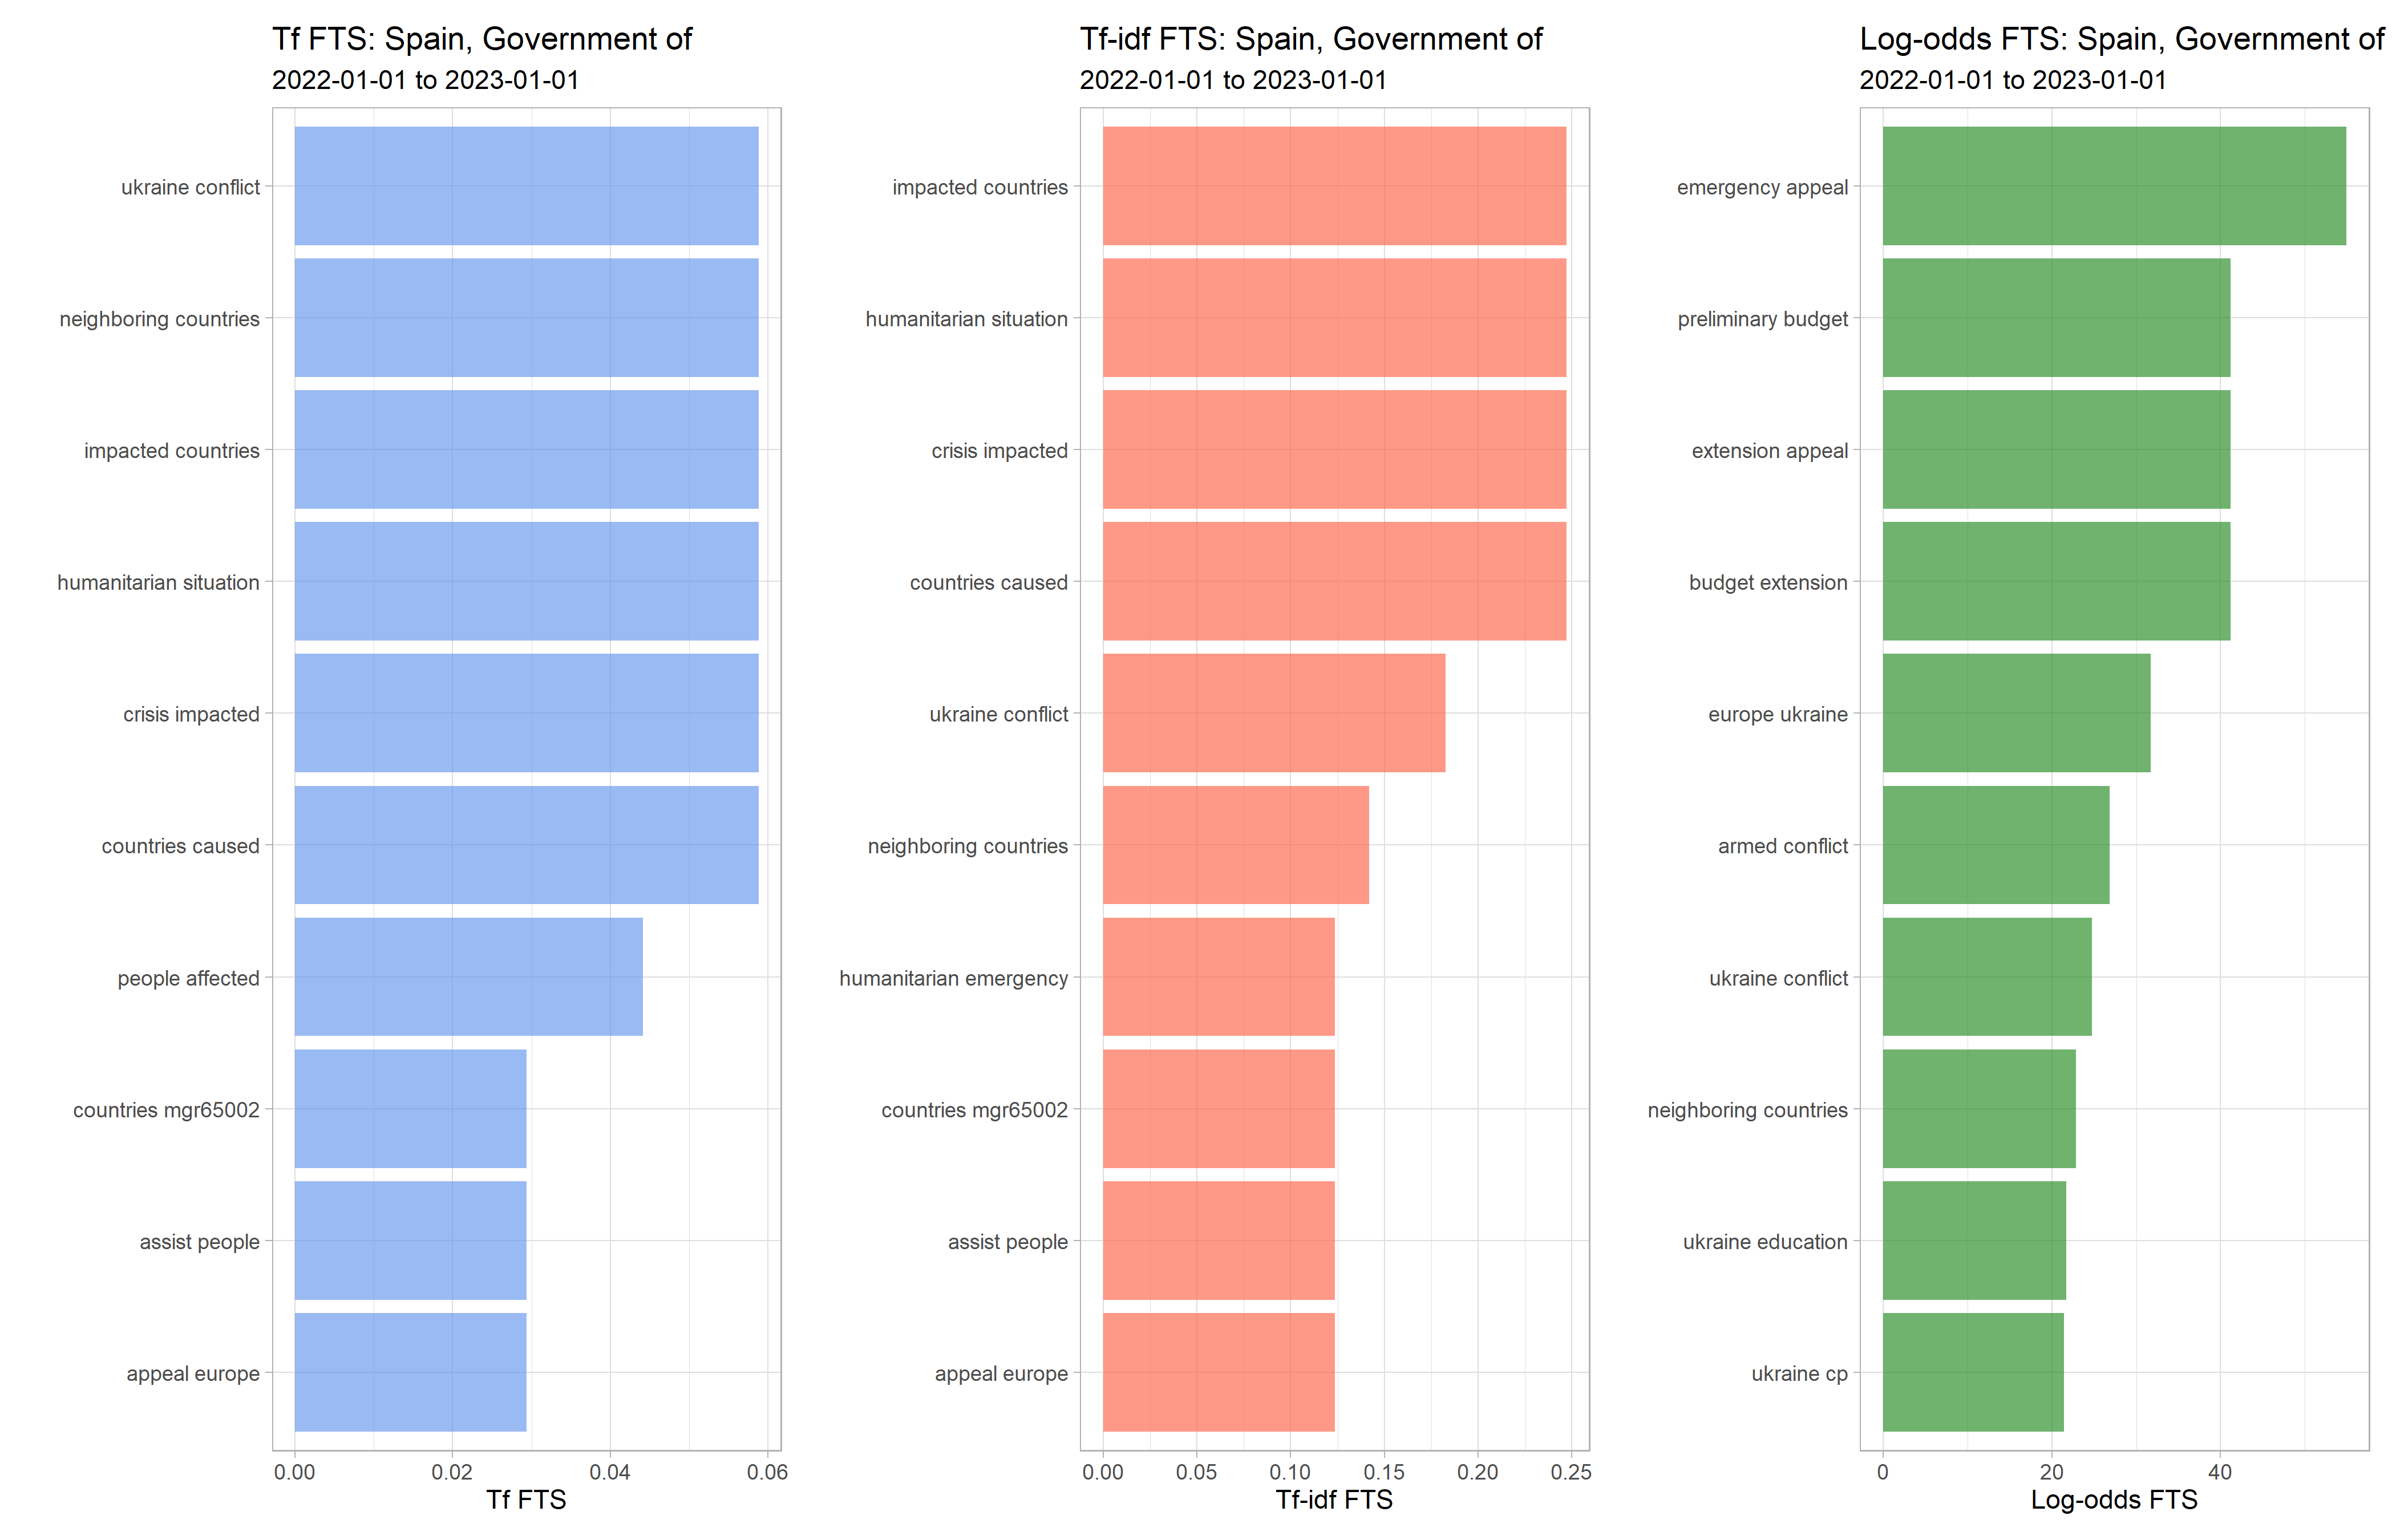 Tf FTS: Spain, Government of
2022-01-01 to 2023-01-01
ukraine conflict
neighboring countries
impacted countries
humanitarian situation
crisis impacted
countries caused
people affected
countries mgr65002
assist people
appeal europe
0.00 0.02 0.04 0.06
Tf FTS
Tf-idf FTS: Spain, Government of
2022-01-01 to 2023-01-01
impacted countries
humanitarian situation
crisis impacted
countries caused
ukraine conflict
neighboring countries
humanitarian emergency
countries mgr65002
assist people
appeal europe
0.00 0.05 0.10 0.15 0.20 0.25
Tf-idf FTS
Log-odds FTS: Spain, Government of
2022-01-01 to 2023-01-01
emergency appeal
preliminary budget
extension appeal
budget extension
europe ukraine
armed conflict
ukraine conflict
neighboring countries
ukraine education
ukraine cp
0 20 40
Log-odds FTS